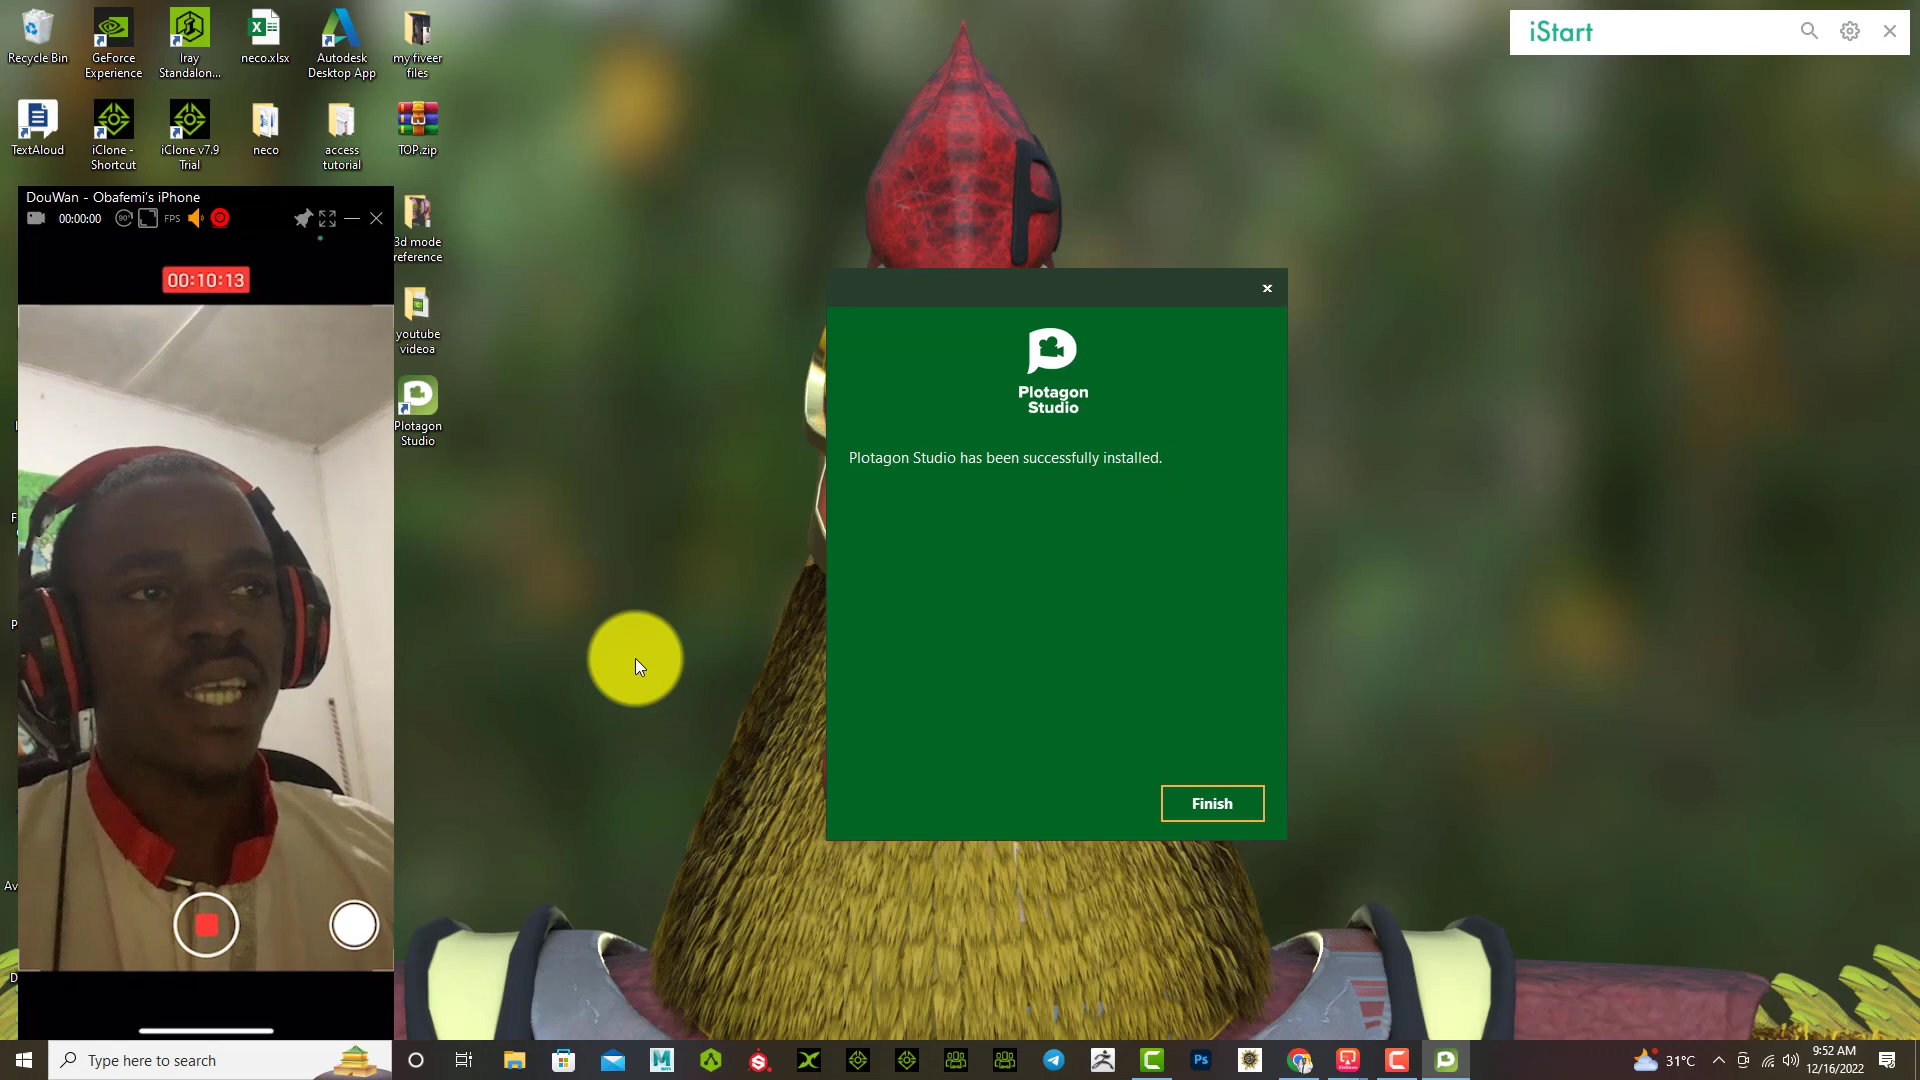 Recycle Bin
GeForce
Experience
Iray
Standalon...
neco.xlsx
Autodesk
Desktop App
my fiveer
files
iStart
TextAloud
iClone -
Shortcut
iClone v7.9
Trial
neco
access
tutorial
TOP.zip
DouWan - Obafemi's iPhone
00:00:00
90°
FPS
00:10:13
3d mode
reference
youtube
videoa
Plotagon
Studio
Plotagon
Studio
Plotagon Studio has been successfully installed.
Finish
Type here to search
Ps
31°C
9:52 AM
12/16/2022